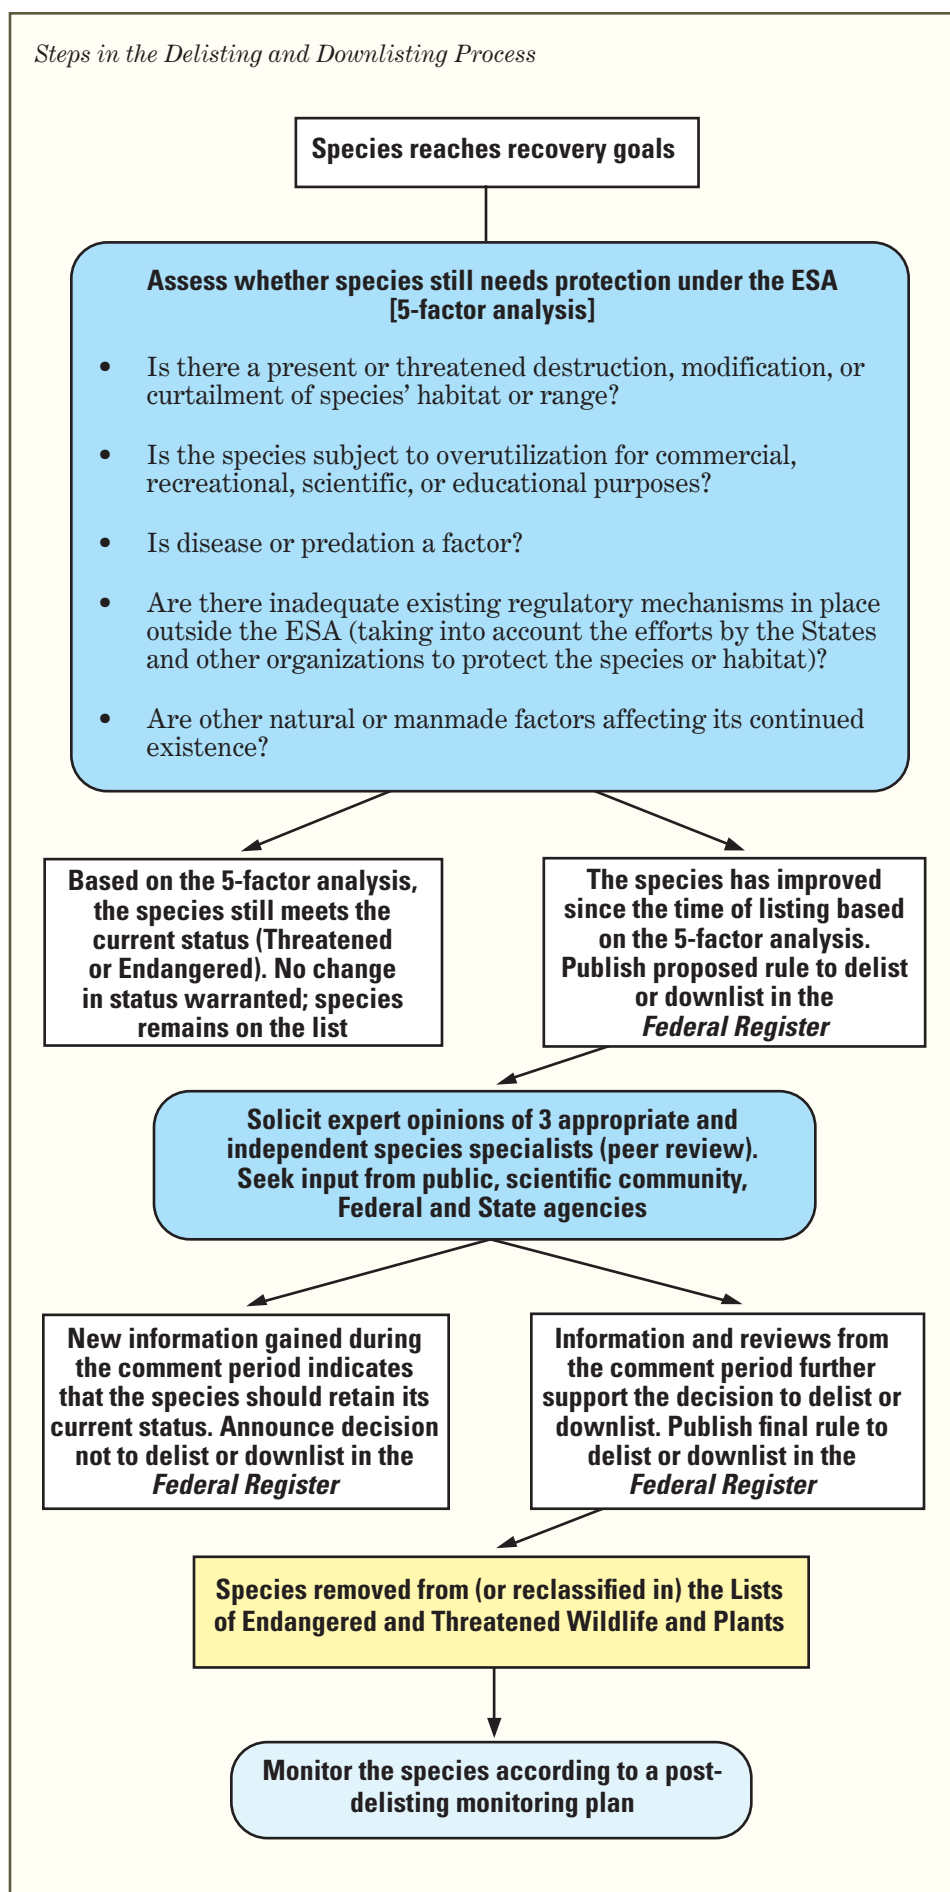 Steps in the Delisting and Downlisting Process
Species reaches recovery goals
Assess whether species still needs protection under the ESA
[5-factor analysis]
• Is there a present or threatened destruction, modification, or
curtailment of species’ habitat or range?
• Is the species subject to overutilization for commercial,
recreational, scientific, or educational purposes?
• Is disease or predation a factor?
• Are there inadequate existing regulatory mechanisms in place
outside the ESA (taking into account the efforts by the States
and other organizations to protect the species or habitat)?
• Are other natural or manmade factors affecting its continued
existence?
Based on the 5-factor analysis,
the species still meets the
current status (Threatened
or Endangered). No change
in status warranted; species
remains on the list
The species has improved
since the time of listing based
on the 5-factor analysis.
Publish proposed rule to delist
or downlist in the
Federal Register
Solicit expert opinions of 3 appropriate and
independent species specialists (peer review).
Seek input from public, scientific community,
Federal and State agencies
New information gained during
the comment period indicates
that the species should retain its
current status. Announce decision
not to delist or downlist in the
Federal Register
Information and reviews from
the comment period further
support the decision to delist or
downlist. Publish final rule to
delist or downlist in the
Federal Register
Species removed from (or reclassified in) the Lists
of Endangered and Threatened Wildlife and Plants
Monitor the species according to a post-
delisting monitoring plan